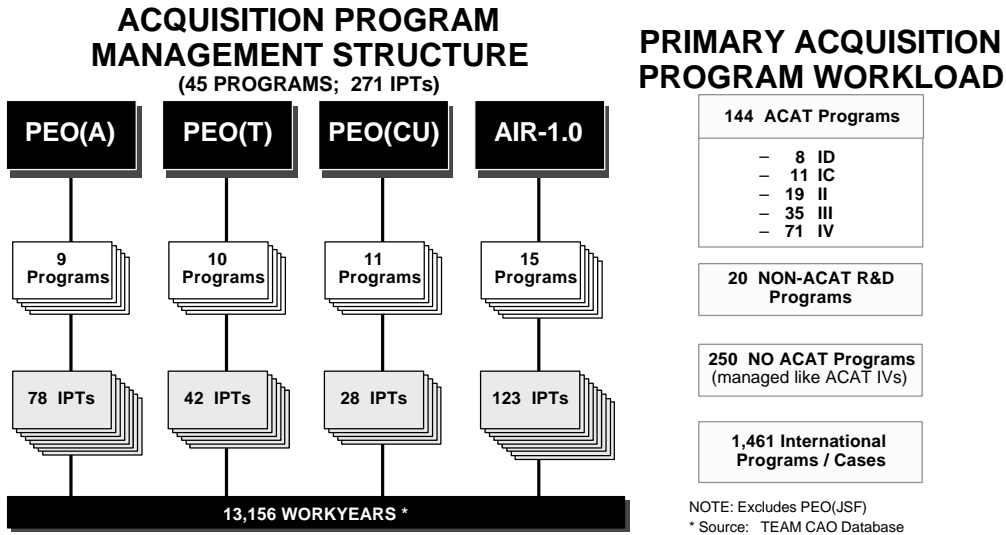 ACQUISITION PROGRAM
MANAGEMENT STRUCTURE
(45 PROGRAMS; 271 IPTs)
PEO(A)
PEO(T)
PEO(CU)
AIR-1.0
9
Programs
10
Programs
11
Programs
15
Programs
78 IPTs
42 IPTs
28 IPTs
123 IPTs
13,156 WORKYEARS *
PRIMARY ACQUISITION
PROGRAM WORKLOAD
144 ACAT Programs
– 8 ID
– 11 IC
– 19 II
– 35 III
– 71 IV
20 NON-ACAT R&D
Programs
250 NO ACAT Programs
(managed like ACAT IVs)
1,461 International
Programs / Cases
NOTE: Excludes PEO(JSF)
* Source: TEAM CAO Database